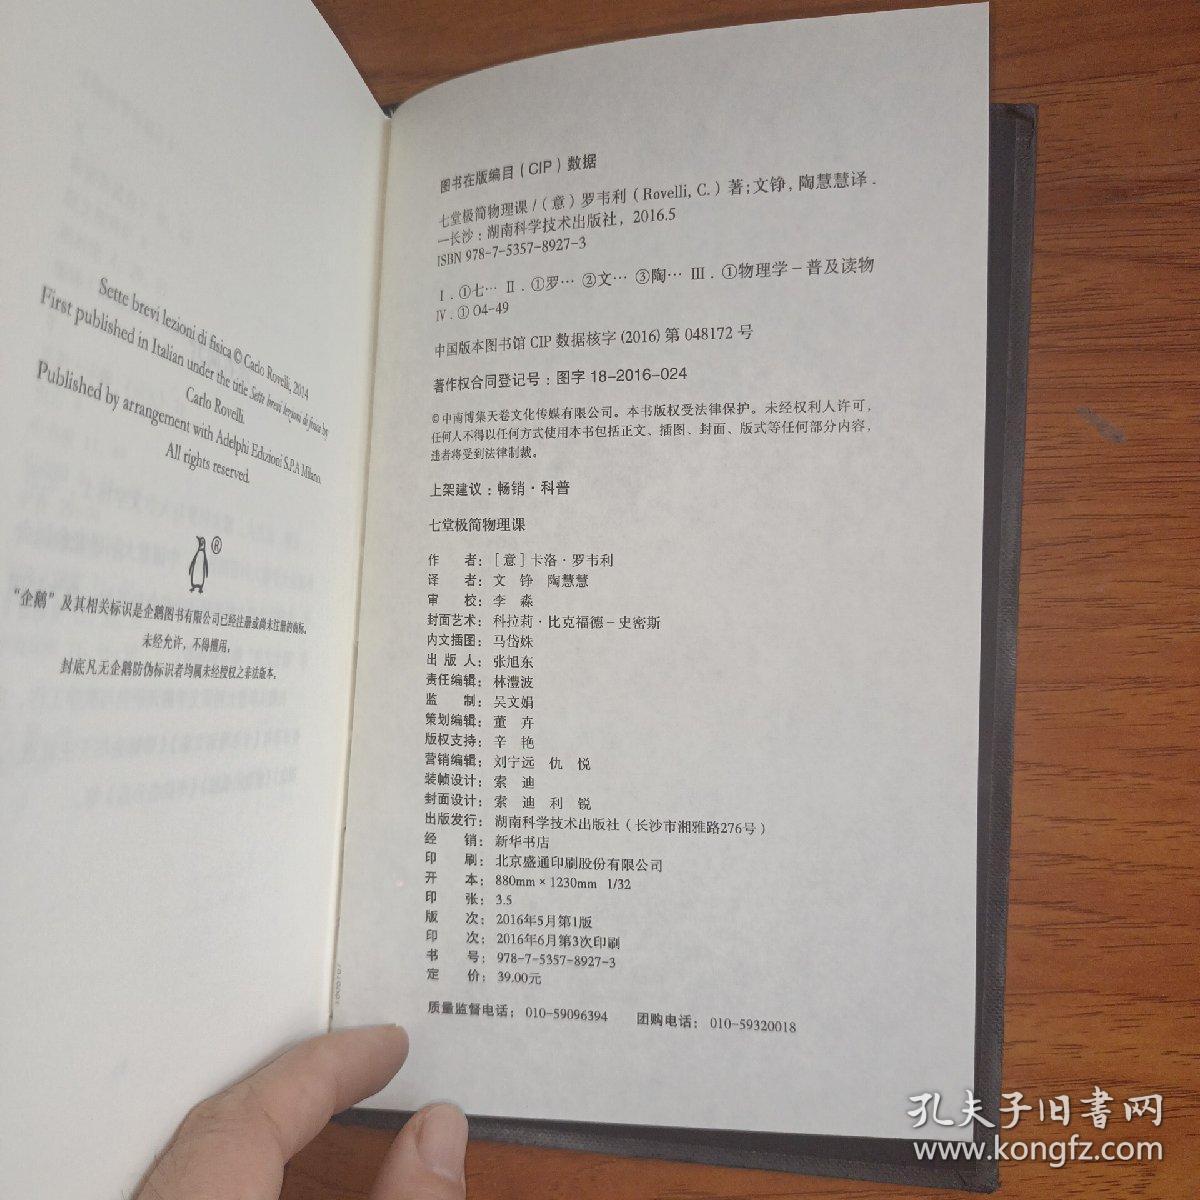 Sette brevi lezioni di fisica © Carlo Rovelli, 2014
First published in Italian under the title Sette brevi lezioni di fisica by
Carlo Rovelli.
Published by arrangement with Adelphi Edizioni S.P.A Milano.
All rights reserved.
®
“企鹅”及其相关标识是企鹅图书有限公司已经注册或尚未注册的商标。
未经允许，不得擅用。
封底凡无企鹅防伪标识者均属未经授权之非法版本。
图书在版编目（CIP）数据
七堂极简物理课/（意）罗韦利（Rovelli, C.）著；文铮，陶慧慧译．
—长沙：湖南科学技术出版社，2016.5
ISBN 978-7-5357-8927-3
Ⅰ．①七… Ⅱ．①罗… ②文… ③陶… Ⅲ．①物理学－普及读物
Ⅳ．①O4-49
中国版本图书馆CIP数据核字(2016)第048172号
著作权合同登记号：图字18-2016-024
©中南博集天卷文化传媒有限公司。本书版权受法律保护。未经权利人许可，
任何人不得以任何方式使用本书包括正文、插图、封面、版式等任何部分内容，
违者将受到法律制裁。
上架建议：畅销·科普
七堂极简物理课
作 者：［意］卡洛·罗韦利
译 者：文 铮 陶慧慧
审 校：李 淼
封面艺术：科拉莉·比克福德－史密斯
内文插图：马岱姝
出 版 人：张旭东
责任编辑：林澧波
监 制：吴文娟
策划编辑：董 卉
版权支持：辛 艳
营销编辑：刘宁远 仇 悦
装帧设计：索 迪
封面设计：索 迪 利 锐
出版发行：湖南科学技术出版社（长沙市湘雅路276号）
经 销：新华书店
印 刷：北京盛通印刷股份有限公司
开 本：880mm×1230mm 1/32
印 张：3.5
版 次：2016年5月第1版
印 次：2016年6月第3次印刷
书 号：978-7-5357-8927-3
定 价：39.00元
质量监督电话：010-59096394 团购电话：010-59320018
孔夫子旧书网
www.kongfz.com